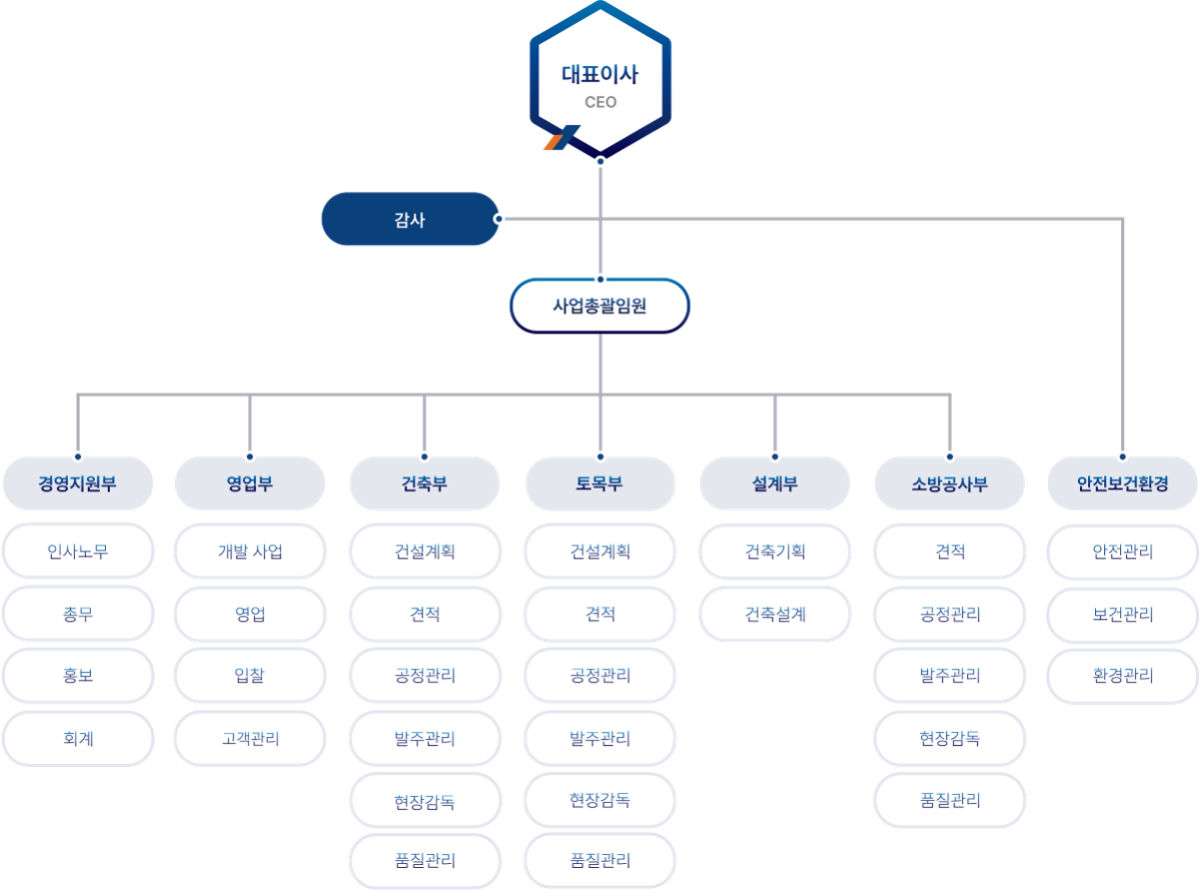 대표이사
CEO
감사
사업총괄임원
경영지원부
영업부
건축부
토목부
설계부
소방공사부
안전보건환경
인사노무
개발 사업
건설계획
건설계획
건축기획
견적
안전관리
총무
영업
견적
견적
건축설계
공정관리
보건관리
홍보
입찰
공정관리
공정관리
발주관리
환경관리
회계
고객관리
발주관리
발주관리
현장감독
현장감독
현장감독
품질관리
품질관리
품질관리